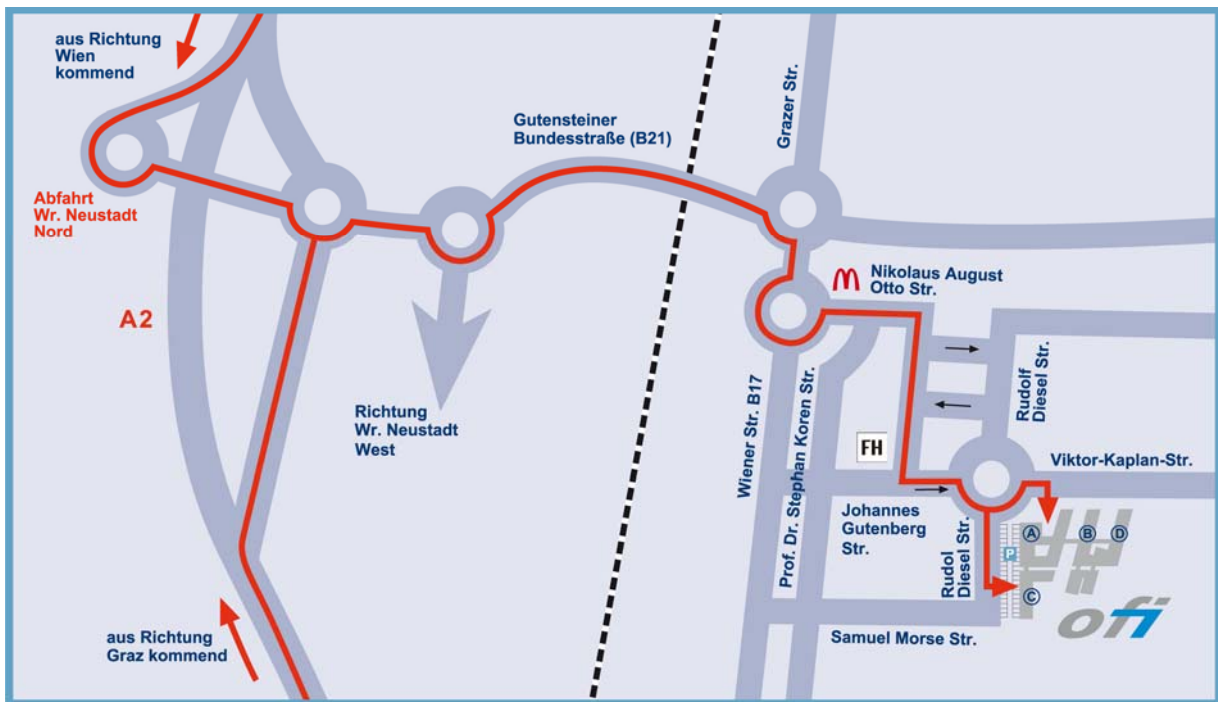 aus Richtung
Wien
kommend
Gutensteiner
Bundesstraße (B21)
Grazer Str.
Abfahrt
Wr. Neustadt
Nord
A2
Nikolaus August
Otto Str.
Richtung
Wr. Neustadt
West
Wiener Str. B17
Prof. Dr. Stephan Koren Str.
Rudolf
Diesel Str.
FH
Viktor-Kaplan-Str.
Johannes
Gutenberg
Str.
Rudol
Diesel Str.
A
B
D
P
C
ofi
Samuel Morse Str.
aus Richtung
Graz kommend